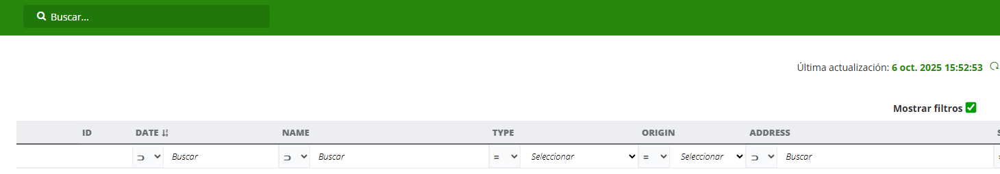 Buscar...
Última actualización: 6 oct. 2025 15:52:53
Mostrar filtros
ID DATE NAME TYPE ORIGIN ADDRESS
⊃ Buscar ⊃ Buscar = Seleccionar = Seleccionar ⊃ Buscar